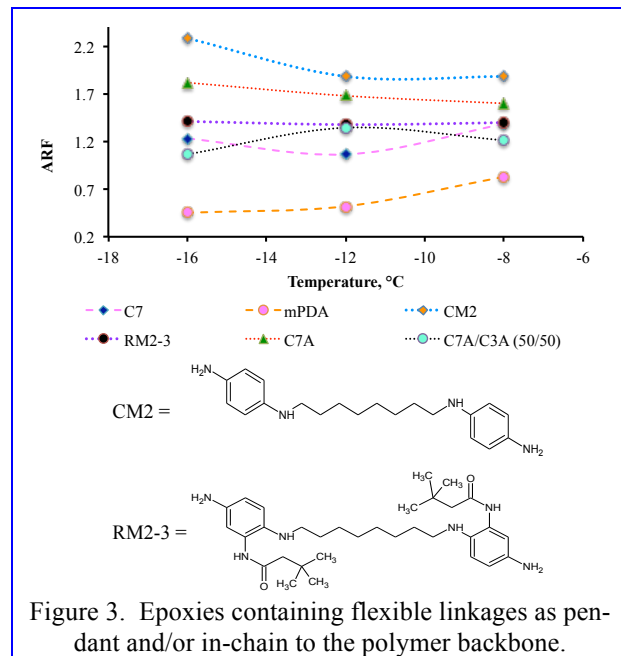 2.2
1.7
1.2
0.7
0.2
ARF
-18 -16 -14 -12 -10 -8 -6
Temperature, °C
C7 mPDA CM2
RM2-3 C7A C7A/C3A (50/50)
CM2 =
H₂N
NH
NH
NH₂
RM2-3 =
H₂N
NH
HN
O
CH₃
H₃C CH₃
H₃C
CH₃
H₃C
O
NH
NH
NH₂
Figure 3. Epoxies containing flexible linkages as pen-
dant and/or in-chain to the polymer backbone.